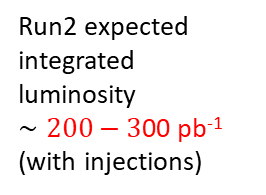 Run2 expected
integrated
luminosity
~ 200 − 300 pb⁻¹
(with injections)